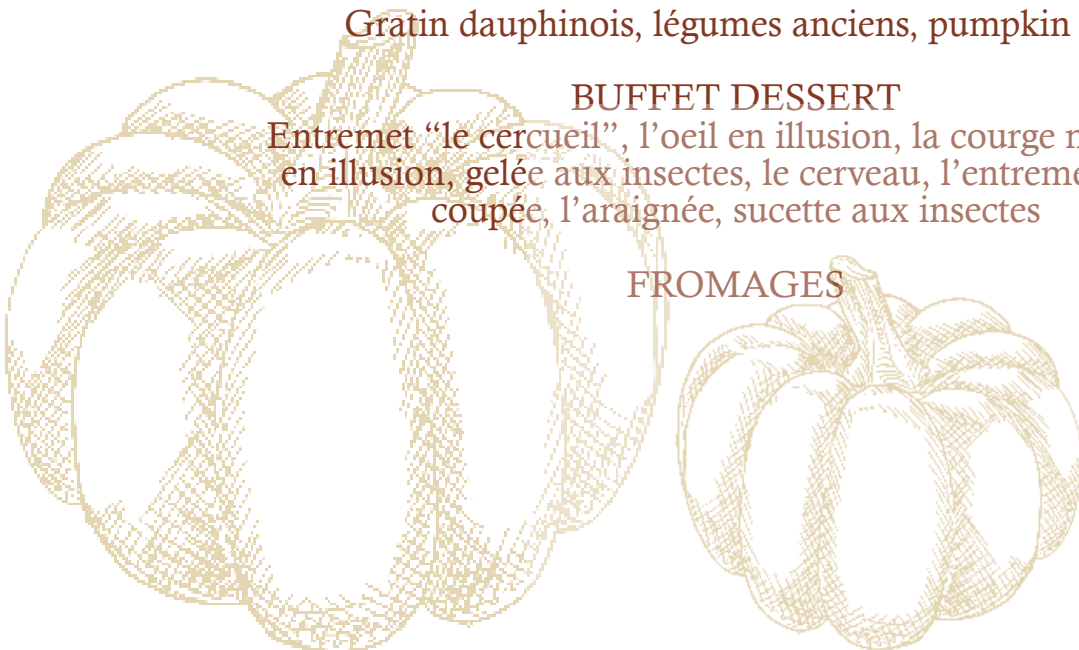 Gratin dauphinois, légumes anciens, pumpkin
BUFFET DESSERT
Entremet “le cercueil”, l’oeil en illusion, la courge
en illusion, gelée aux insectes, le cerveau,
coupée, l’araignée, sucette aux insectes
FROMAGES